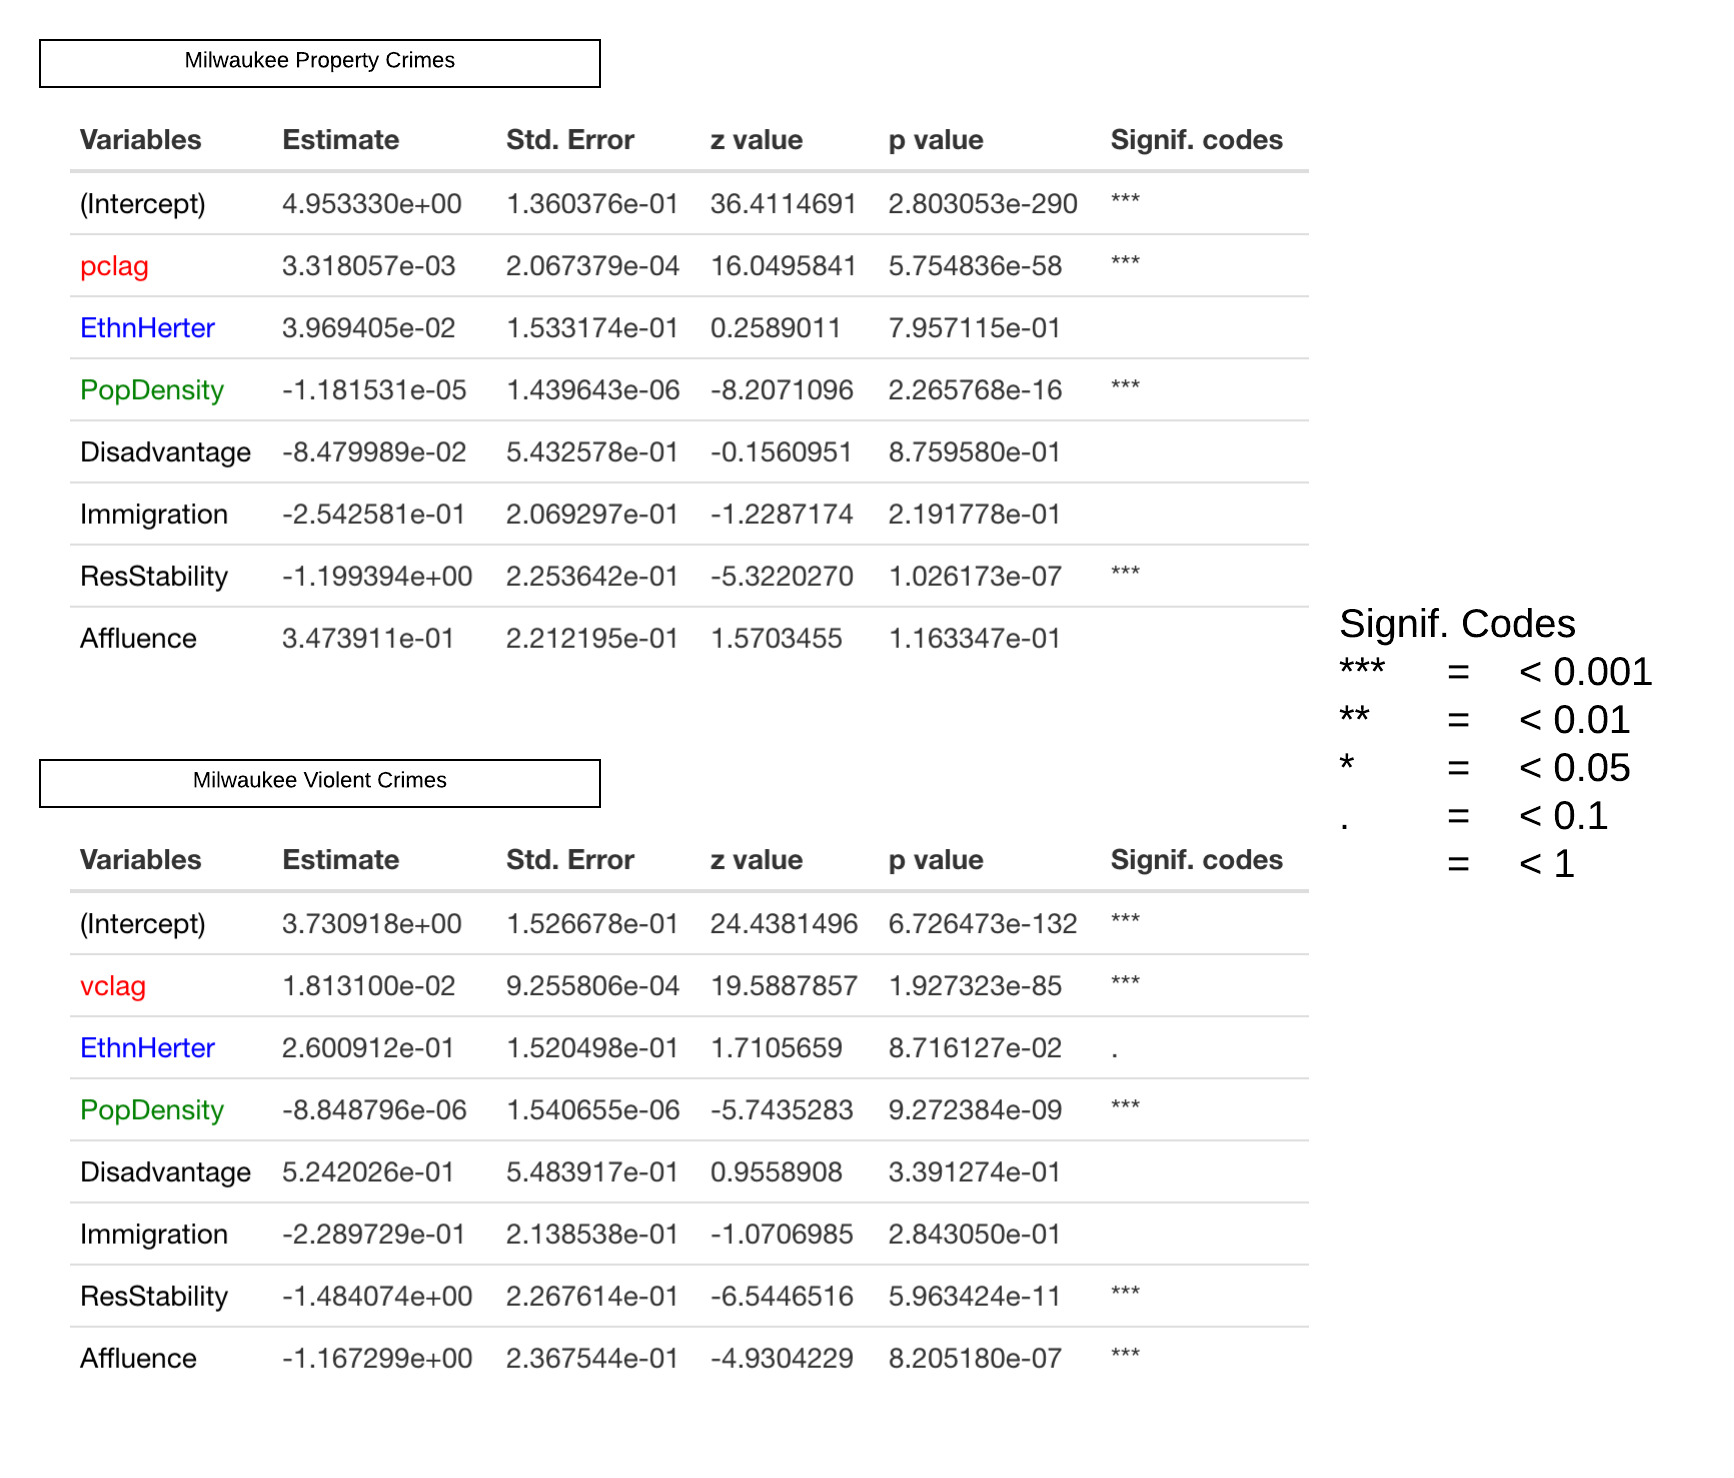 Milwaukee Property Crimes
Variables Estimate Std. Error z value p value Signif. codes
(Intercept) 4.953330e+00 1.360376e-01 36.4114691 2.803053e-290 ***
pclag 3.318057e-03 2.067379e-04 16.0495841 5.754836e-58 ***
EthnHerter 3.969405e-02 1.533174e-01 0.2589011 7.957115e-01
PopDensity -1.181531e-05 1.439643e-06 -8.2071096 2.265768e-16 ***
Disadvantage -8.479989e-02 5.432578e-01 -0.1560951 8.759580e-01
Immigration -2.542581e-01 2.069297e-01 -1.2287174 2.191778e-01
ResStability -1.199394e+00 2.253642e-01 -5.3220270 1.026173e-07 ***
Affluence 3.473911e-01 2.212195e-01 1.5703455 1.163347e-01
Signif. Codes
*** = < 0.001
** = < 0.01
* = < 0.05
. = < 0.1
= < 1
Milwaukee Violent Crimes
Variables Estimate Std. Error z value p value Signif. codes
(Intercept) 3.730918e+00 1.526678e-01 24.4381496 6.726473e-132 ***
vclag 1.813100e-02 9.255806e-04 19.5887857 1.927323e-85 ***
EthnHerter 2.600912e-01 1.520498e-01 1.7105659 8.716127e-02 .
PopDensity -8.848796e-06 1.540655e-06 -5.7435283 9.272384e-09 ***
Disadvantage 5.242026e-01 5.483917e-01 0.9558908 3.391274e-01
Immigration -2.289729e-01 2.138538e-01 -1.0706985 2.843050e-01
ResStability -1.484074e+00 2.267614e-01 -6.5446516 5.963424e-11 ***
Affluence -1.167299e+00 2.367544e-01 -4.9304229 8.205180e-07 ***